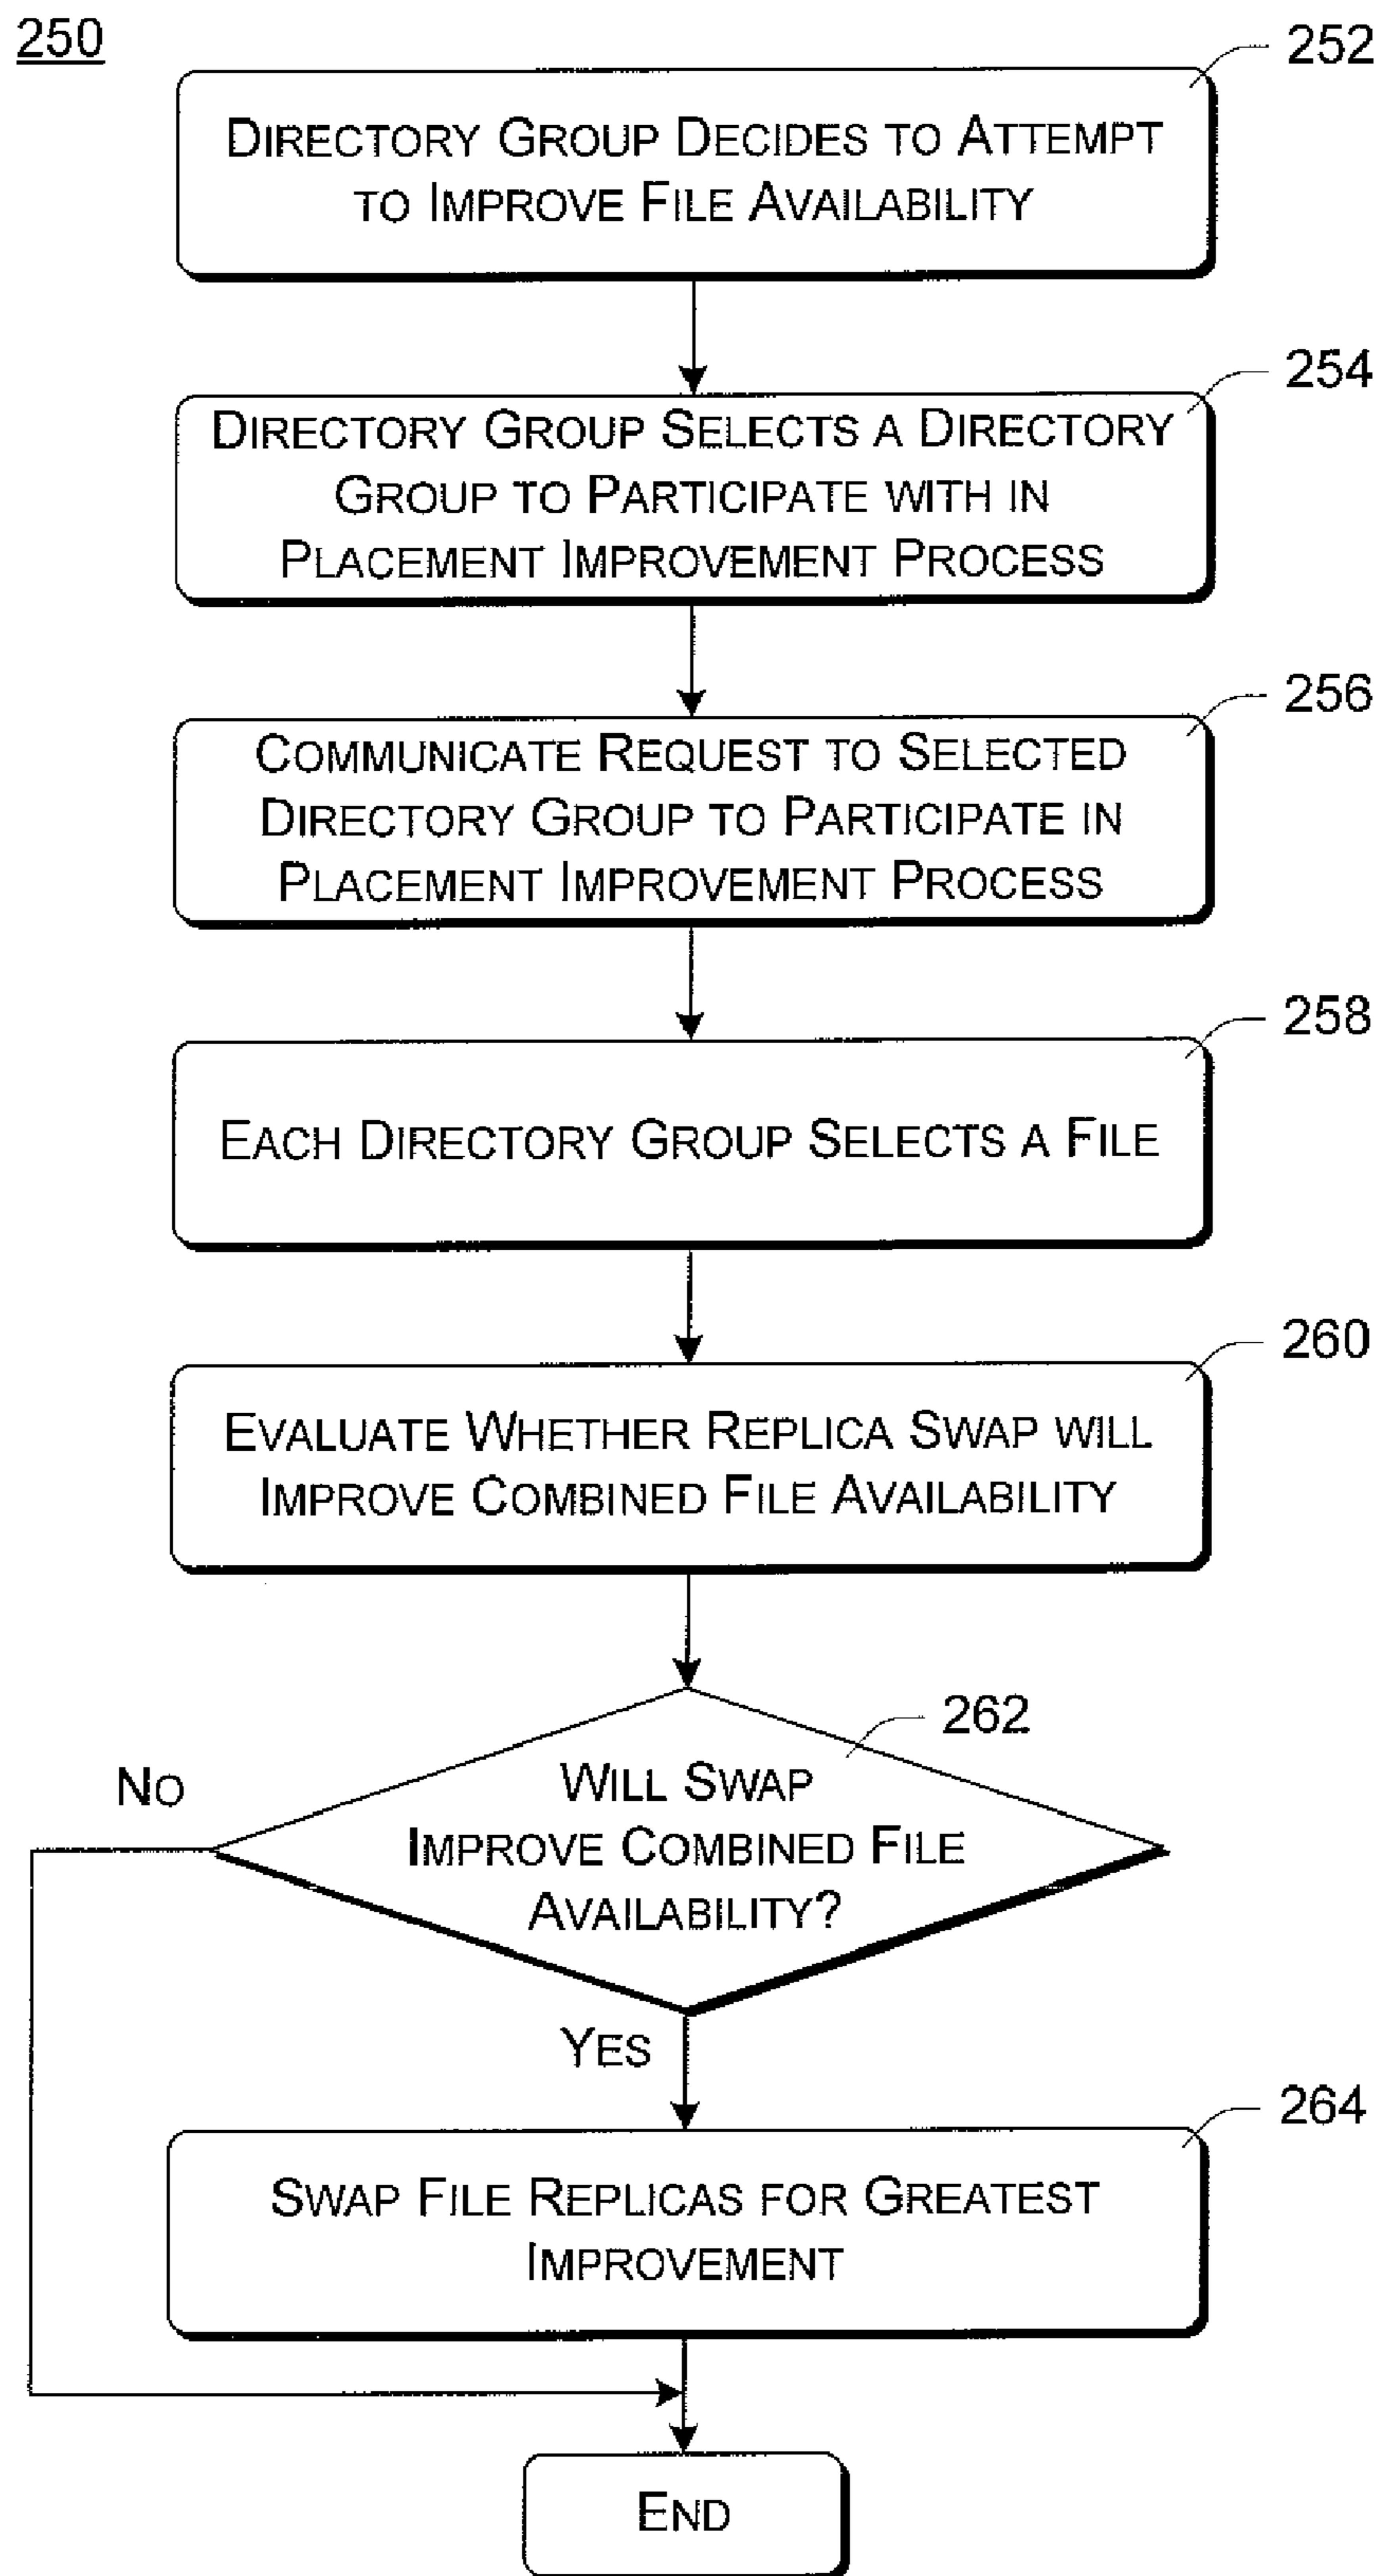 250
252
DIRECTORY GROUP DECIDES TO ATTEMPT
TO IMPROVE FILE AVAILABILITY
254
DIRECTORY GROUP SELECTS A DIRECTORY
GROUP TO PARTICIPATE WITH IN
PLACEMENT IMPROVEMENT PROCESS
256
COMMUNICATE REQUEST TO SELECTED
DIRECTORY GROUP TO PARTICIPATE IN
PLACEMENT IMPROVEMENT PROCESS
258
EACH DIRECTORY GROUP SELECTS A FILE
260
EVALUATE WHETHER REPLICA SWAP WILL
IMPROVE COMBINED FILE AVAILABILITY
262
NO
WILL SWAP
IMPROVE COMBINED FILE
AVAILABILITY?
YES
264
SWAP FILE REPLICAS FOR GREATEST
IMPROVEMENT
END